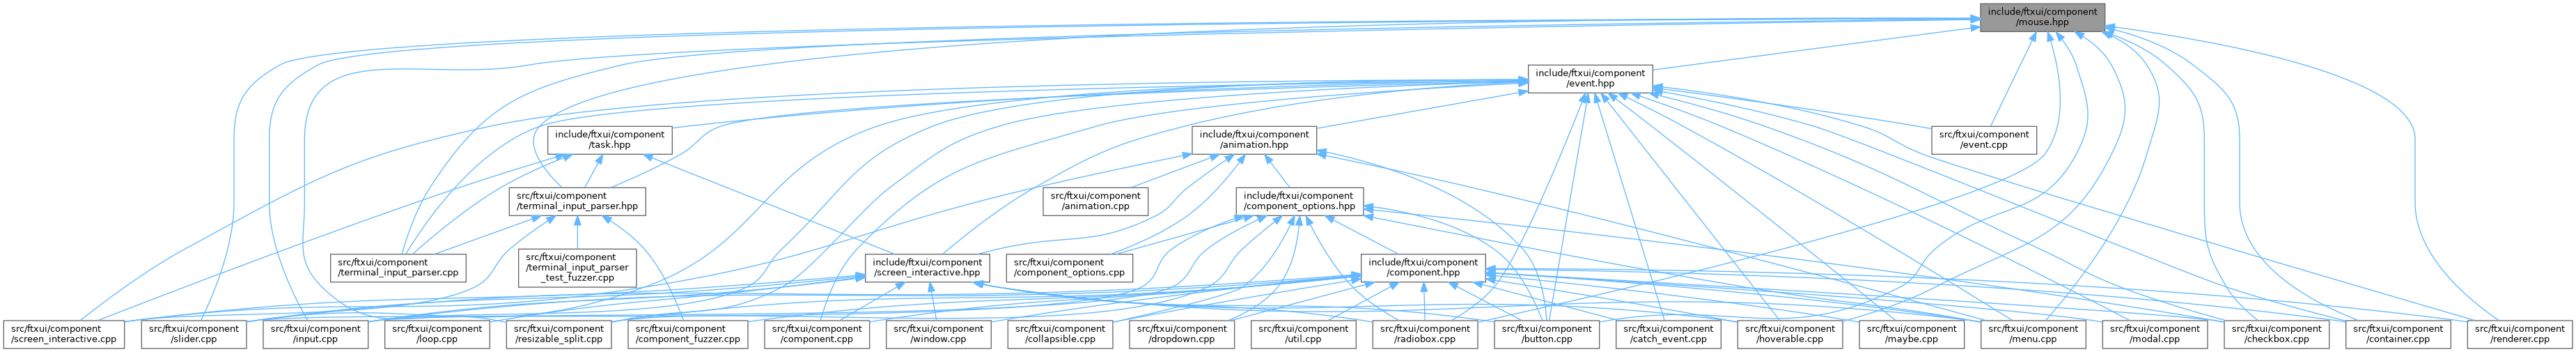 include/ftxui/component
/mouse.hpp
include/ftxui/component
/event.hpp
include/ftxui/component
/task.hpp
include/ftxui/component
/animation.hpp
src/ftxui/component
/event.cpp
src/ftxui/component
/terminal_input_parser.hpp
src/ftxui/component
/animation.cpp
include/ftxui/component
/component_options.hpp
src/ftxui/component
/terminal_input_parser.cpp
src/ftxui/component
/terminal_input_parser
_test_fuzzer.cpp
include/ftxui/component
/screen_interactive.hpp
src/ftxui/component
/component_options.cpp
include/ftxui/component
/component.hpp
src/ftxui/component
/screen_interactive.cpp
src/ftxui/component
/slider.cpp
src/ftxui/component
/input.cpp
src/ftxui/component
/loop.cpp
src/ftxui/component
/resizable_split.cpp
src/ftxui/component
/component_fuzzer.cpp
src/ftxui/component
/component.cpp
src/ftxui/component
/window.cpp
src/ftxui/component
/collapsible.cpp
src/ftxui/component
/dropdown.cpp
src/ftxui/component
/util.cpp
src/ftxui/component
/radiobox.cpp
src/ftxui/component
/button.cpp
src/ftxui/component
/catch_event.cpp
src/ftxui/component
/hoverable.cpp
src/ftxui/component
/maybe.cpp
src/ftxui/component
/menu.cpp
src/ftxui/component
/modal.cpp
src/ftxui/component
/checkbox.cpp
src/ftxui/component
/container.cpp
src/ftxui/component
/renderer.cpp